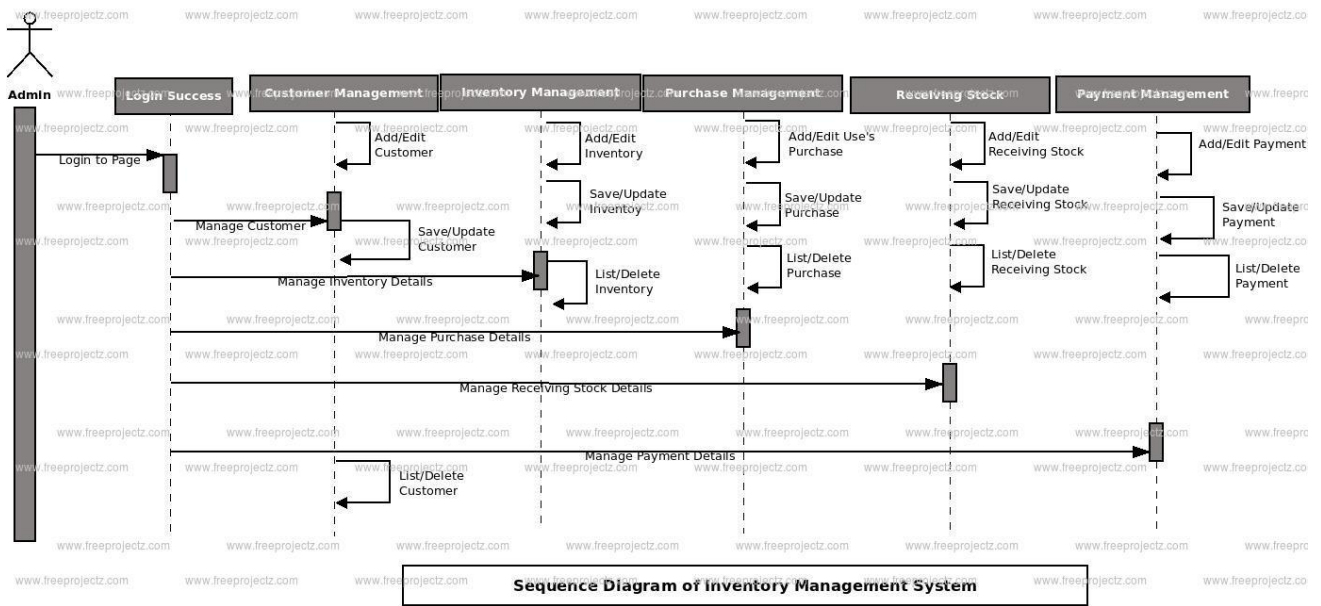 Admin
Login Success
Customer Management
Inventory Management
Purchase Management
Receiving Stock
Payment Management
Login to Page
Add/Edit
Customer
Add/Edit
Inventory
Add/Edit Use's
Purchase
Add/Edit
Receiving Stock
Add/Edit Payment
Save/Update
Inventoy
Save/Update
Purchase
Save/Update
Receiving Stock
Save/Update
Payment
Manage Customer
Save/Update
Customer
List/Delete
Inventory
List/Delete
Purchase
List/Delete
Receiving Stock
List/Delete
Payment
Manage Inventory Details
Manage Purchase Details
Manage Receiving Stock Details
Manage Payment Details
List/Delete
Customer
Sequence Diagram of Inventory Management System
www.freeprojectz.com